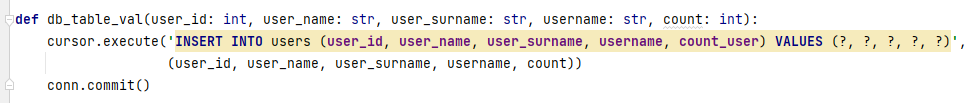 def db_table_val(user_id: int, user_name: str, user_surname: str, username: str, count: int):
    cursor.execute('INSERT INTO users (user_id, user_name, user_surname, username, count_user) VALUES (?, ?, ?, ?, ?)',
                   (user_id, user_name, user_surname, username, count))
    conn.commit()